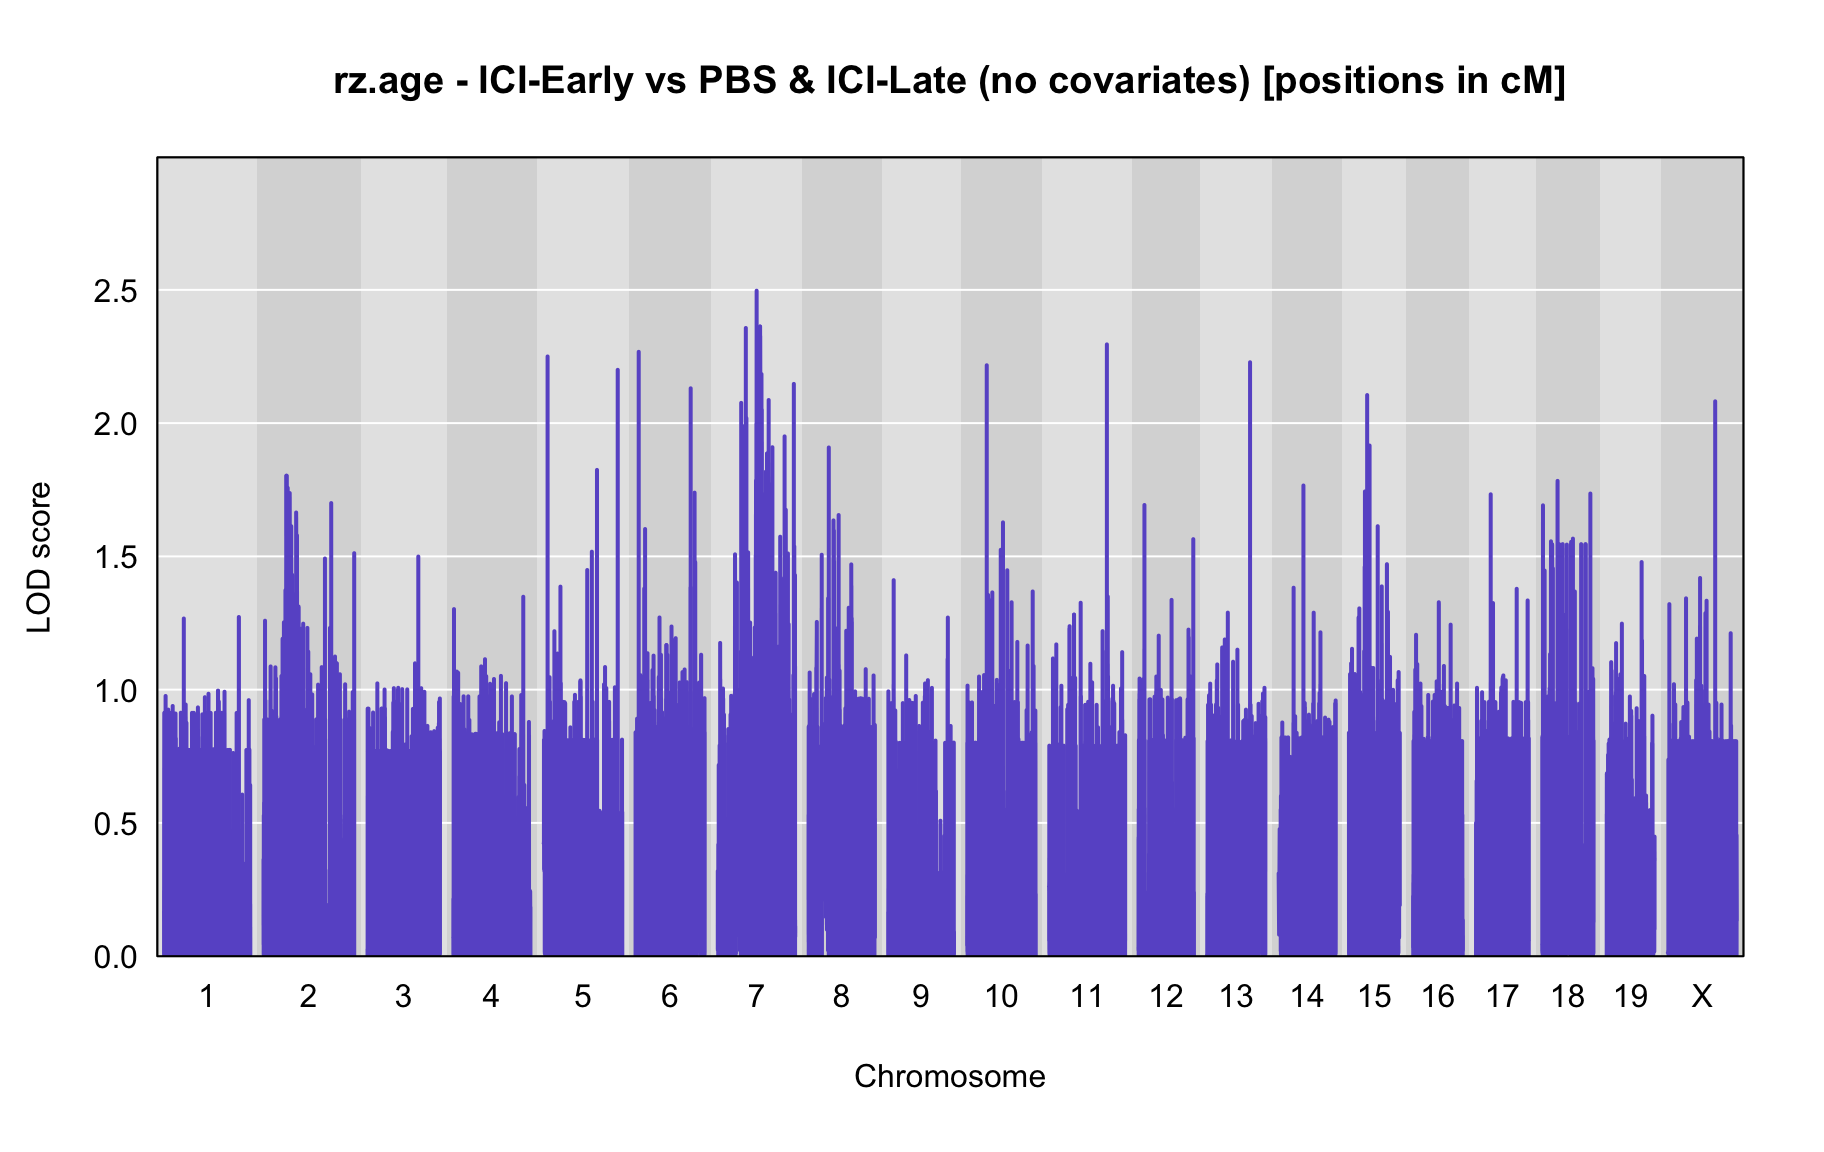 rz.age - ICI-Early vs PBS & ICI-Late (no covariates) [positions in cM]
LOD score
2.5
2.0
1.5
1.0
0.5
0.0
1 2 3 4 5 6 7 8 9 10 11 12 13 14 15 16 17 18 19 X
Chromosome